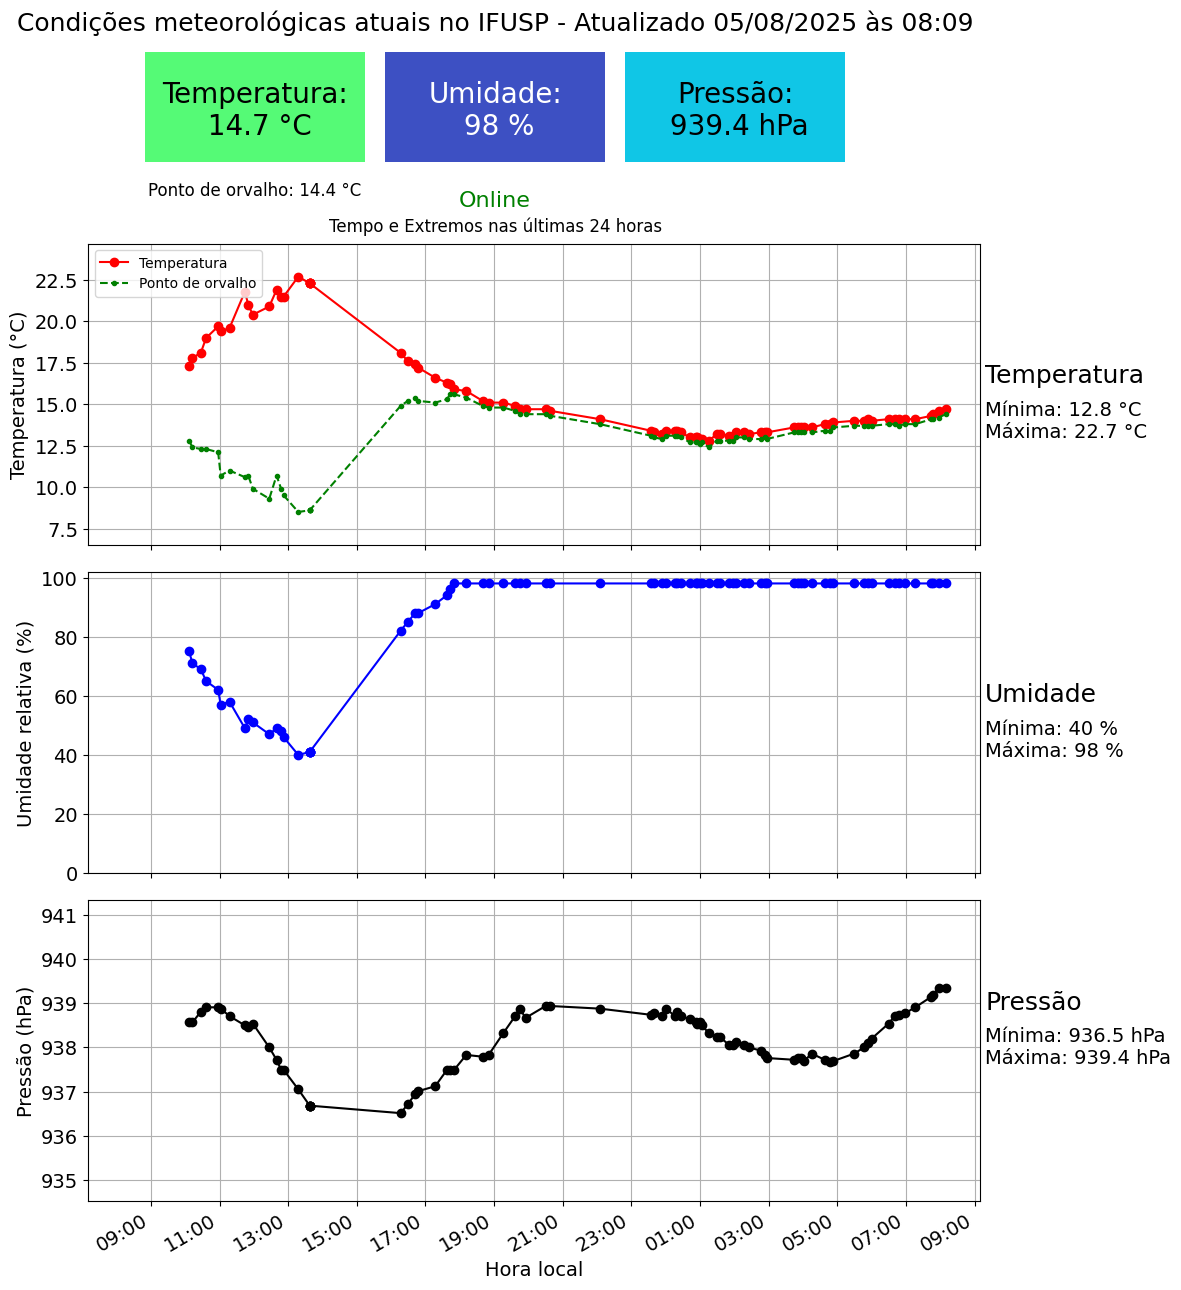 Condições meteorológicas atuais no IFUSP - Atualizado 05/08/2025 às 08:09
Temperatura:
14.7 °C
Umidade:
98 %
Pressão:
939.4 hPa
Ponto de orvalho: 14.4 °C
Online
Tempo e Extremos nas últimas 24 horas
Temperatura
Ponto de orvalho
Temperatura (°C)
22.5
20.0
17.5
15.0
12.5
10.0
7.5
Temperatura
Mínima: 12.8 °C
Máxima: 22.7 °C
Umidade relativa (%)
100
80
60
40
20
0
Umidade
Mínima: 40 %
Máxima: 98 %
Pressão (hPa)
941
940
939
938
937
936
935
Pressão
Mínima: 936.5 hPa
Máxima: 939.4 hPa
09:00
11:00
13:00
15:00
17:00
19:00
21:00
23:00
01:00
03:00
05:00
07:00
09:00
Hora local